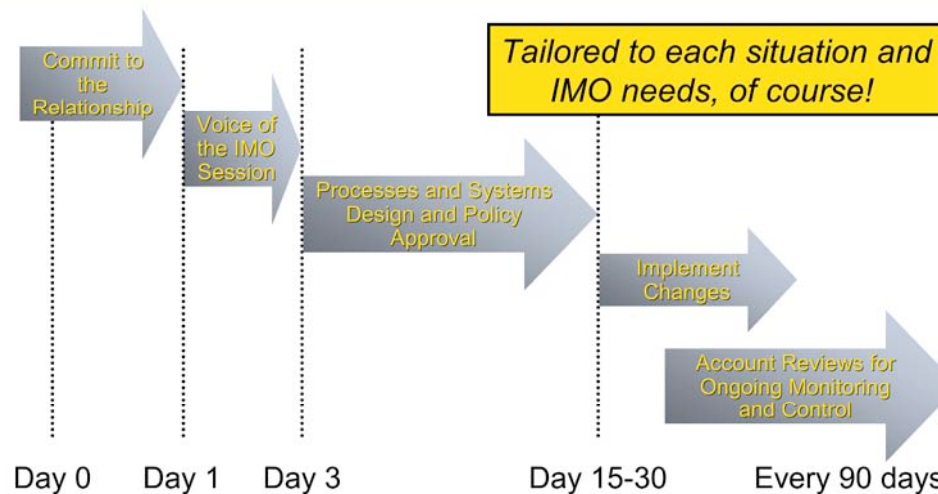 Commit to
the
Relationship
Tailored to each situation and
IMO needs, of course!
Voice of
the IMO
Session
Processes and Systems
Design and Policy
Approval
Implement
Changes
Account Reviews for
Ongoing Monitoring
and Control
Day 0
Day 1
Day 3
Day 15-30
Every 90 days